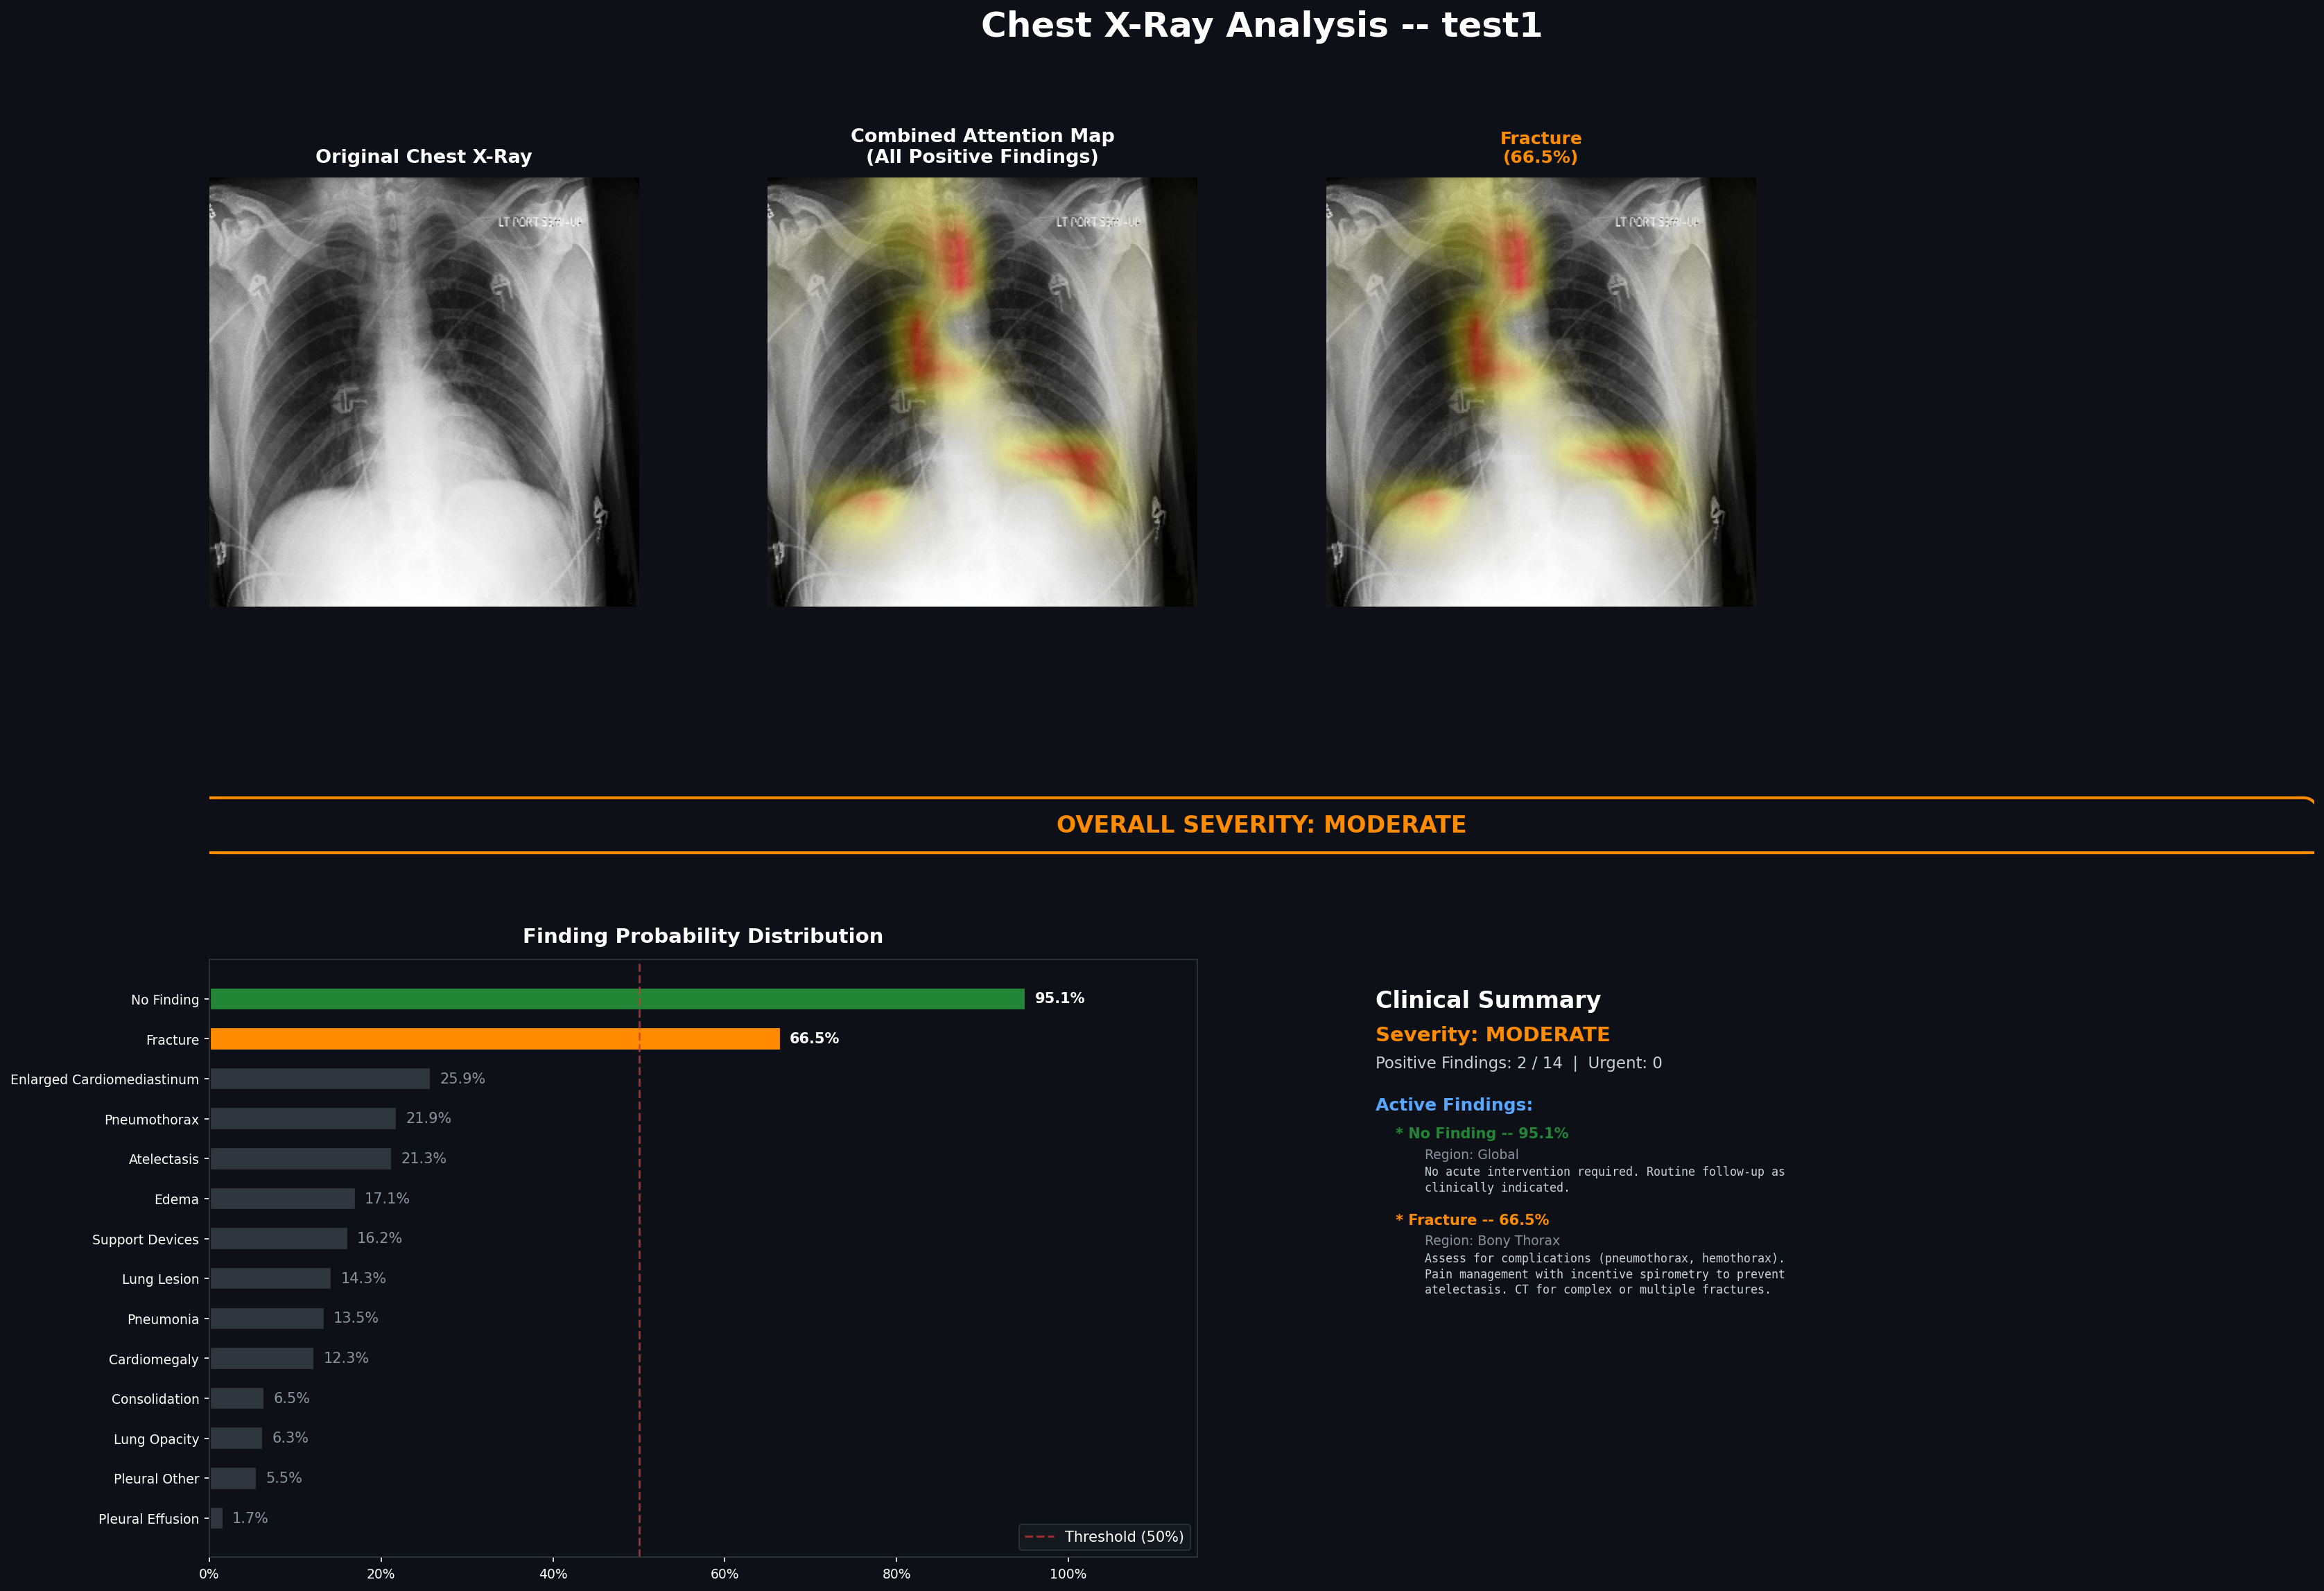 Chest X-Ray Analysis -- test1
Original Chest X-Ray
Combined Attention Map
(All Positive Findings)
Fracture
(66.5%)
LT PORT
LT PORT
LT PORT
OVERALL SEVERITY: MODERATE
Finding Probability Distribution
No Finding 95.1%
Fracture 66.5%
Enlarged Cardiomediastinum 25.9%
Pneumothorax 21.9%
Atelectasis 21.3%
Edema 17.1%
Support Devices 16.2%
Lung Lesion 14.3%
Pneumonia 13.5%
Cardiomegaly 12.3%
Consolidation 6.5%
Lung Opacity 6.3%
Pleural Other 5.5%
Pleural Effusion 1.7%
Threshold (50%)
0% 20% 40% 60% 80% 100%
Clinical Summary
Severity: MODERATE
Positive Findings: 2 / 14 | Urgent: 0
Active Findings:
* No Finding -- 95.1%
Region: Global
No acute intervention required. Routine follow-up as
clinically indicated.
* Fracture -- 66.5%
Region: Bony Thorax
Assess for complications (pneumothorax, hemothorax).
Pain management with incentive spirometry to prevent
atelectasis. CT for complex or multiple fractures.